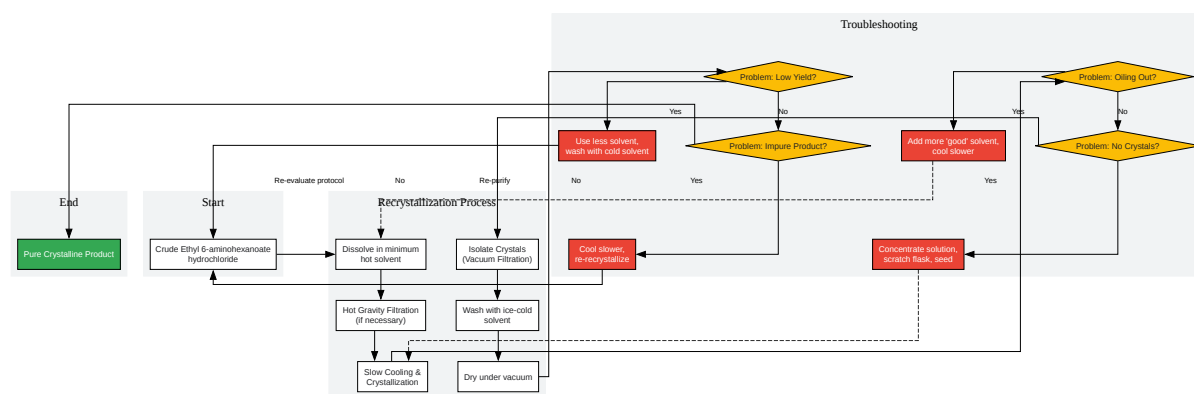 Troubleshooting
Problem: Low Yield?
Problem: Oiling Out?
Yes
No
Yes
No
Use less solvent,
wash with cold solvent
Problem: Impure Product?
Add more 'good' solvent,
cool slower
Problem: No Crystals?
Re-evaluate protocol
No
Re-purify
No
Yes
Yes
End
Start
Recrystallization Process
Pure Crystalline Product
Crude Ethyl 6-aminohexanoate
hydrochloride
Dissolve in minimum
hot solvent
Isolate Crystals
(Vacuum Filtration)
Cool slower,
re-recrystallize
Concentrate solution,
scratch flask, seed
Hot Gravity Filtration
(if necessary)
Wash with ice-cold
solvent
Slow Cooling &
Crystallization
Dry under vacuum